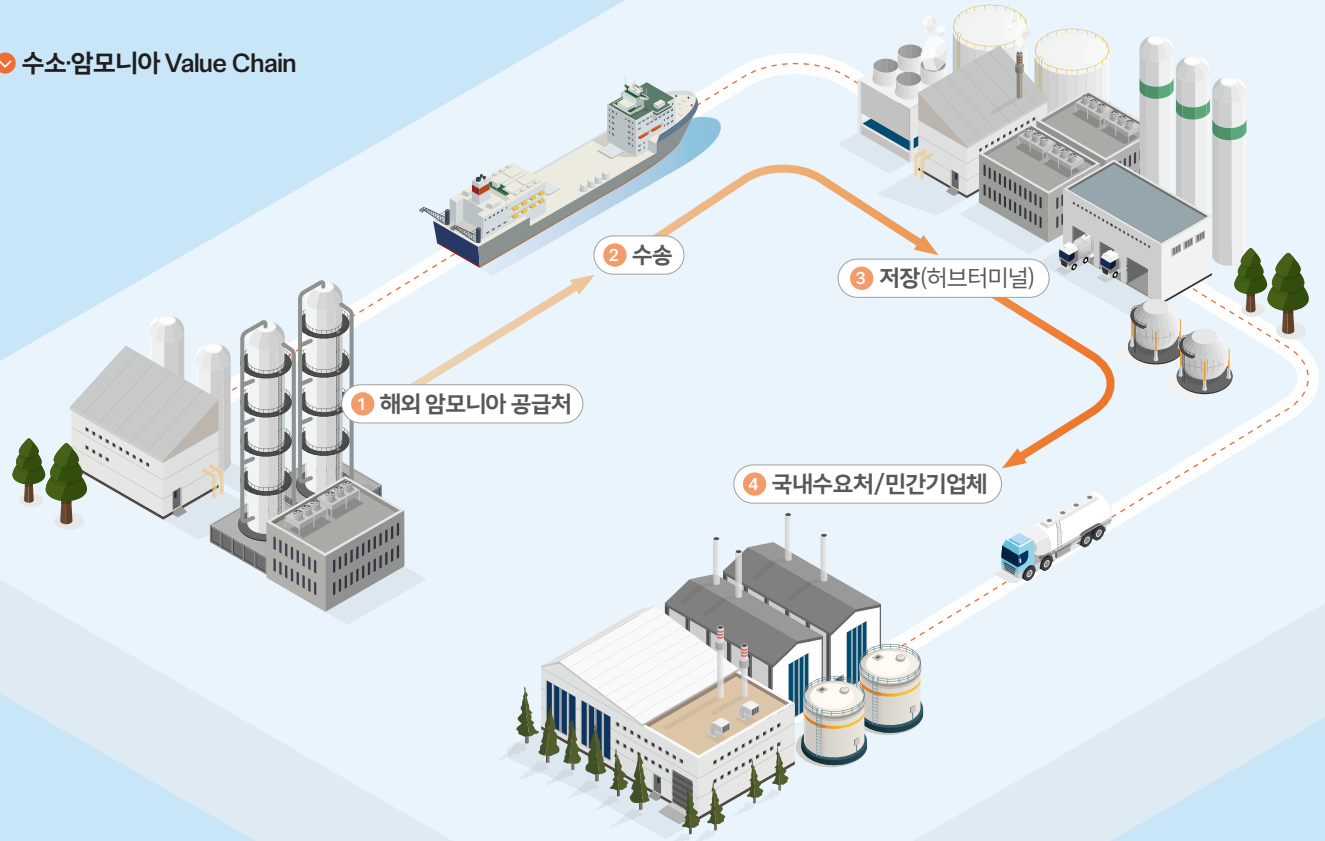 수소·암모니아 Value Chain
1 해외 암모니아 공급처
2 수송
3 저장(허브터미널)
4 국내수요처/민간기업체